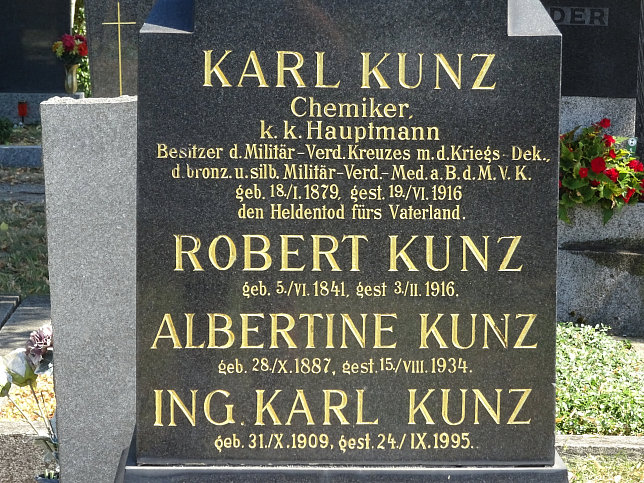 DER
KARL KUNZ
Chemiker,
k.k. Hauptmann
Besitzer d. Militär-Verd. Kreuzes m.d. Kriegs-Dek.,
d bronz. u. silb. Militär-Verd.-Med. a. B. d. M. V. K.
geb. 18/I. 1879, gest. 19./VI. 1916
den Heldentod fürs Vaterland.
ROBERT KUNZ
geb. 5./VI. 1841, gest 3./II. 1916.
ALBERTINE KUNZ
geb. 28./X. 1887, gest. 15./VIII. 1934.
ING. KARL KUNZ
geb. 31./X. 1909, gest. 24./IX. 1995.